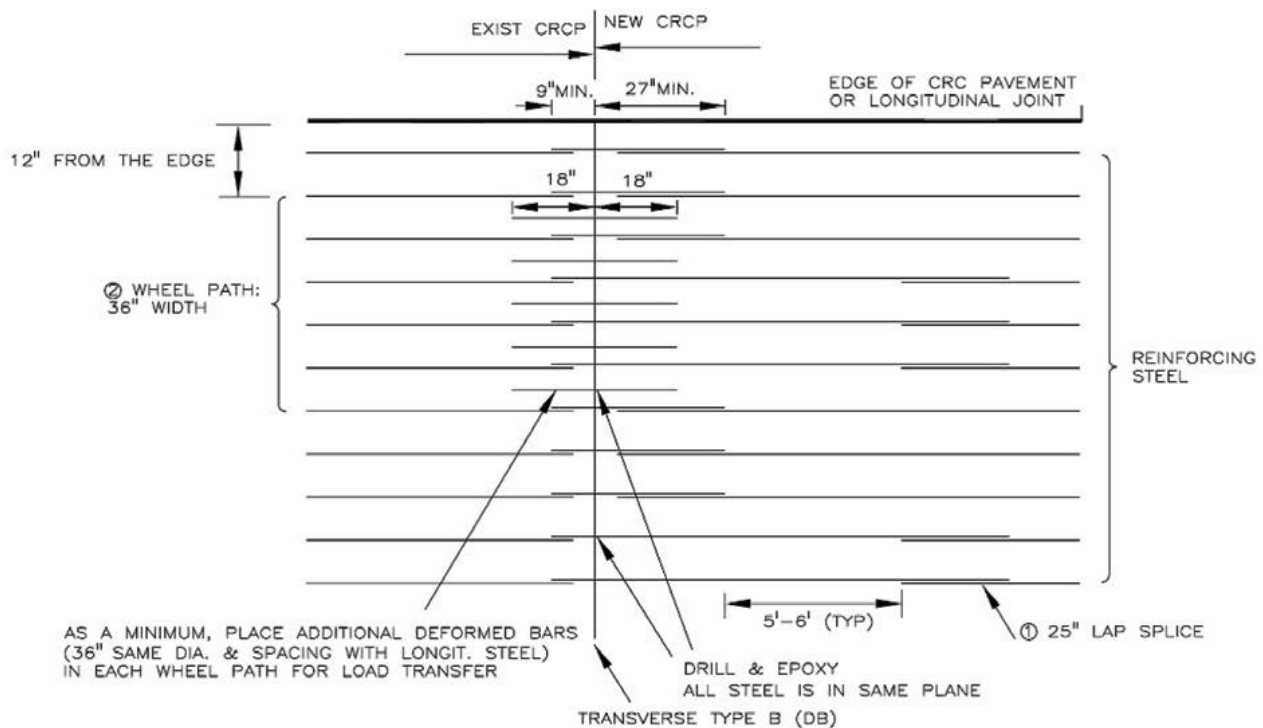 EXIST CRCP
NEW CRCP
9"MIN.
27"MIN.
EDGE OF CRC PAVEMENT
OR LONGITUDINAL JOINT
12" FROM THE EDGE
18"
18"
② WHEEL PATH:
36" WIDTH
REINFORCING
STEEL
5'-6' (TYP)
① 25" LAP SPLICE
AS A MINIMUM, PLACE ADDITIONAL DEFORMED BARS
(36" SAME DIA. & SPACING WITH LONGIT. STEEL)
IN EACH WHEEL PATH FOR LOAD TRANSFER
DRILL & EPOXY
ALL STEEL IS IN SAME PLANE
TRANSVERSE TYPE B (DB)